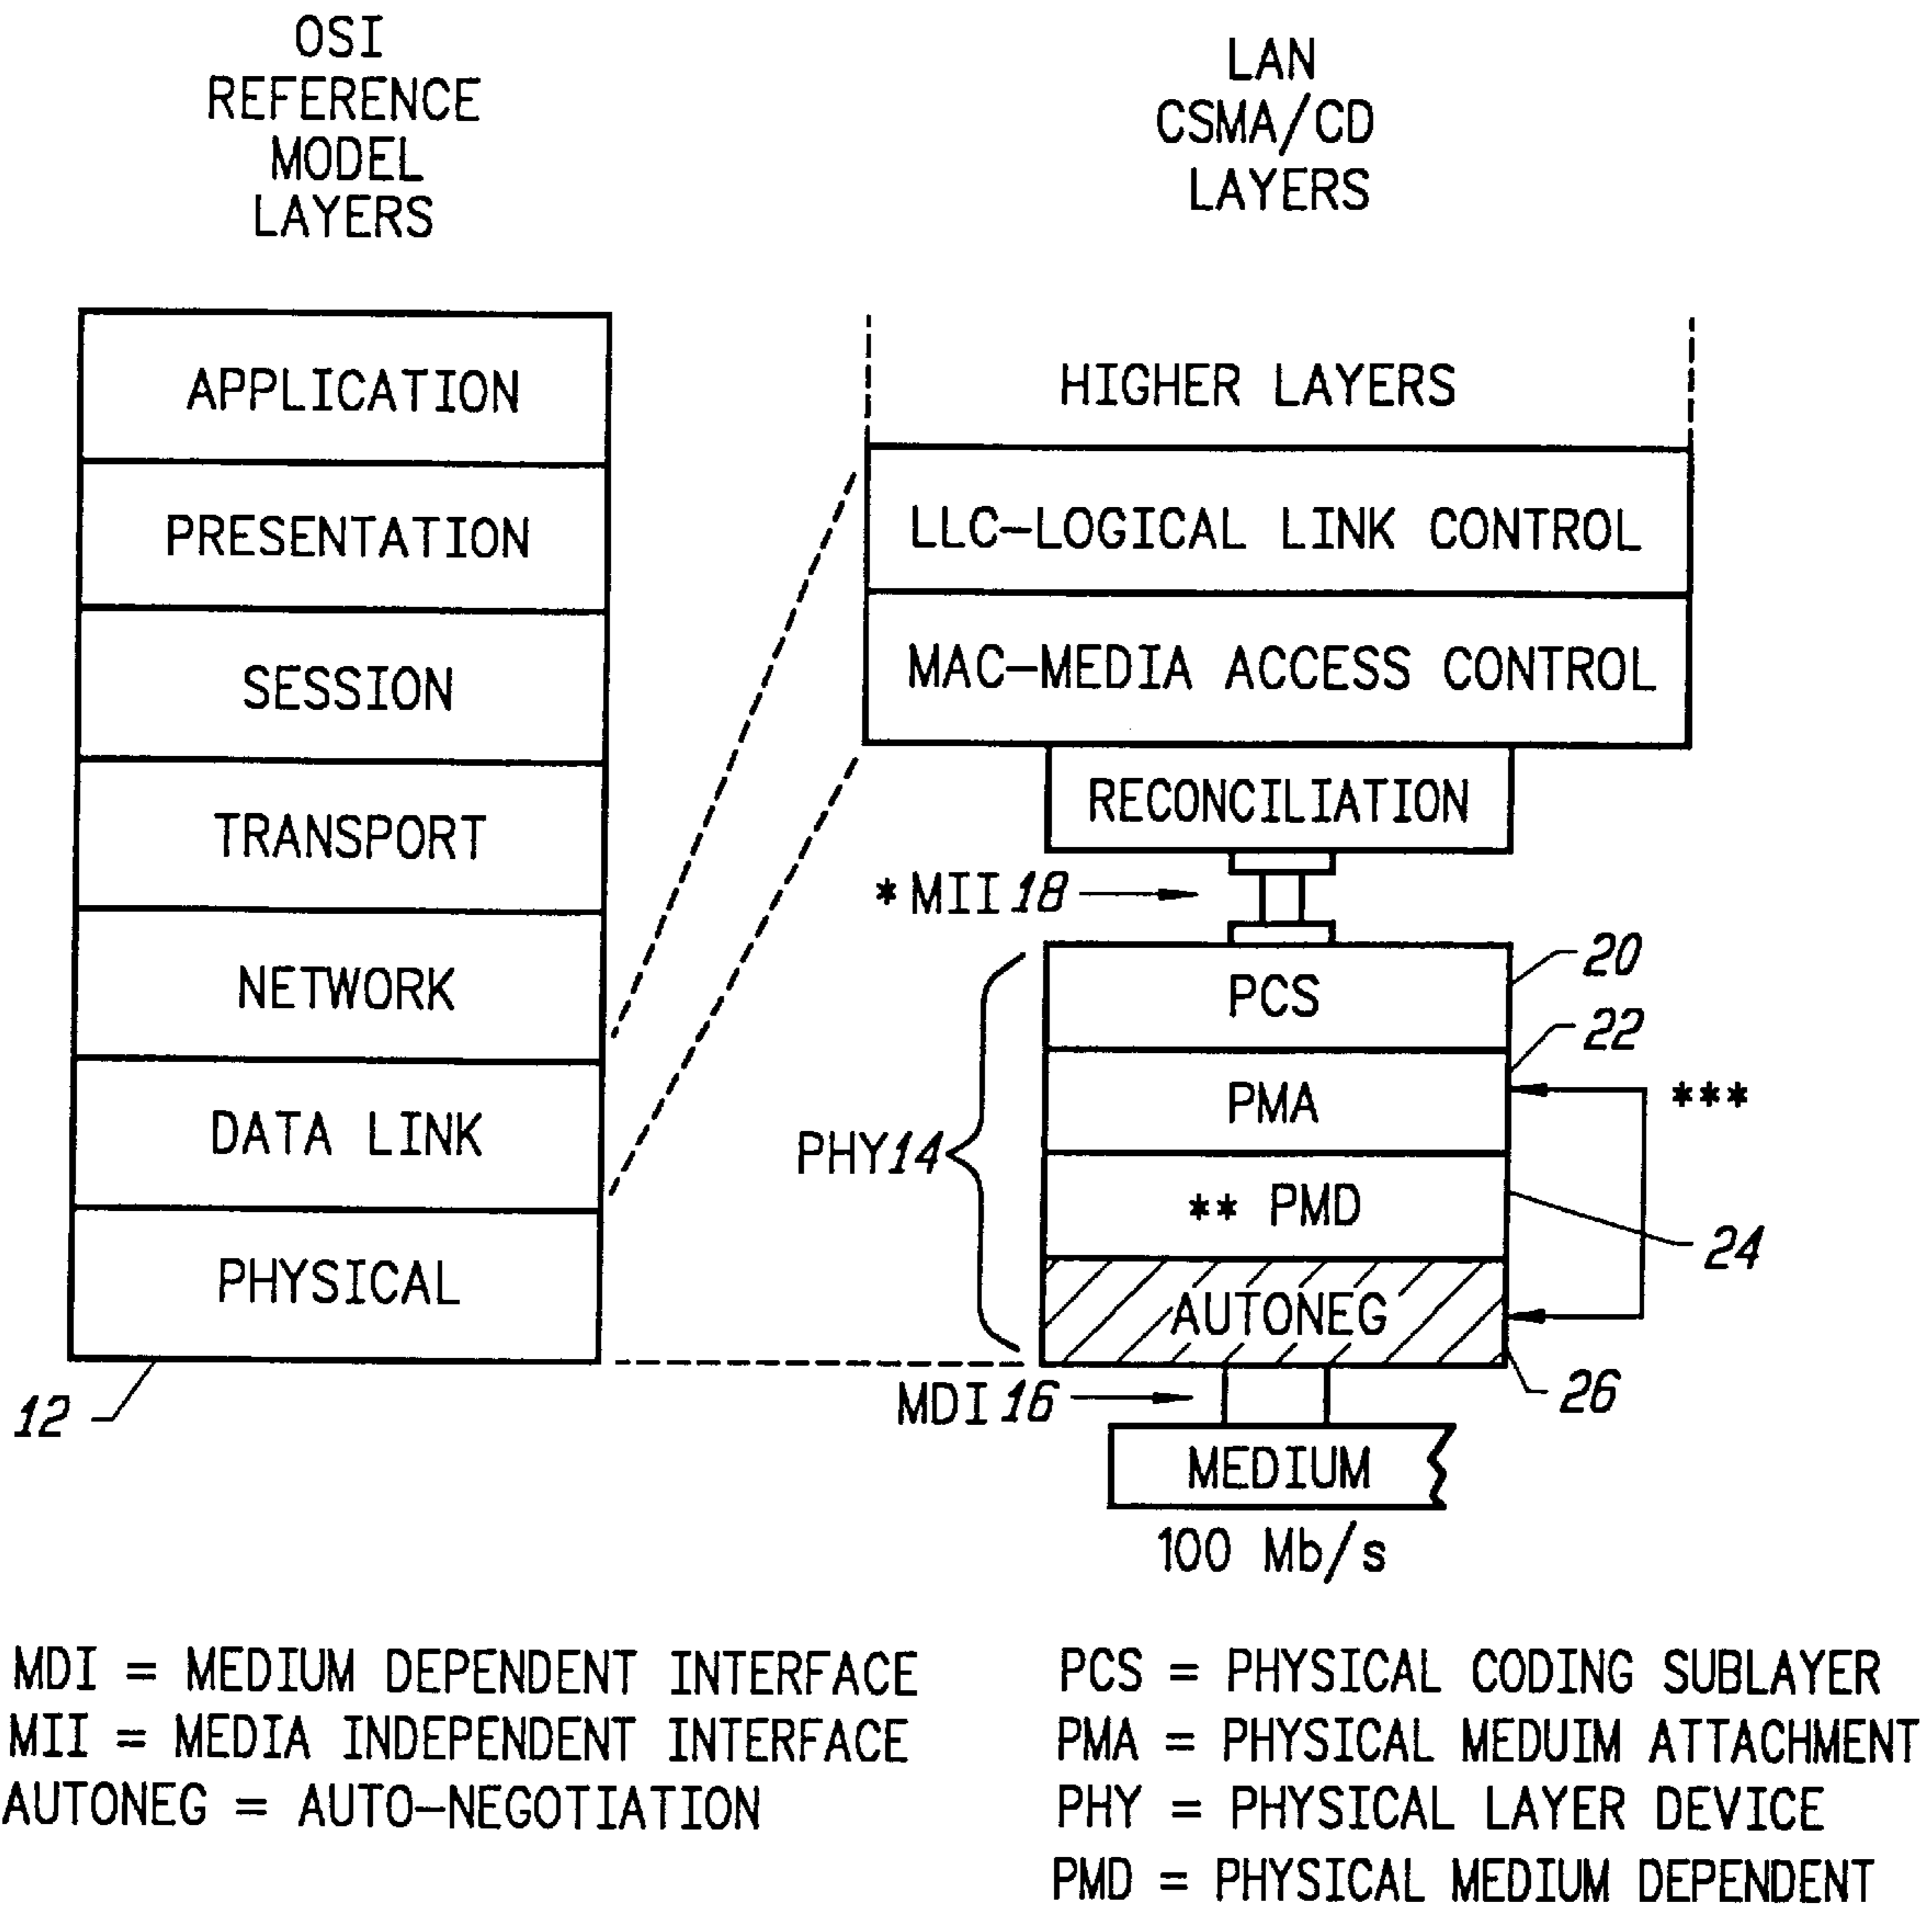 OSI
REFERENCE
MODEL
LAYERS
LAN
CSMA/CD
LAYERS
APPLICATION
PRESENTATION
SESSION
TRANSPORT
NETWORK
DATA LINK
PHYSICAL
12
HIGHER LAYERS
LLC-LOGICAL LINK CONTROL
MAC-MEDIA ACCESS CONTROL
RECONCILIATION
* MII 18
PCS
20
PMA
22
***
PHY 14
** PMD
24
AUTONEG
26
MDI 16
MEDIUM
100 Mb/s
MDI = MEDIUM DEPENDENT INTERFACE
MII = MEDIA INDEPENDENT INTERFACE
AUTONEG = AUTO-NEGOTIATION
PCS = PHYSICAL CODING SUBLAYER
PMA = PHYSICAL MEDUIM ATTACHMENT
PHY = PHYSICAL LAYER DEVICE
PMD = PHYSICAL MEDIUM DEPENDENT